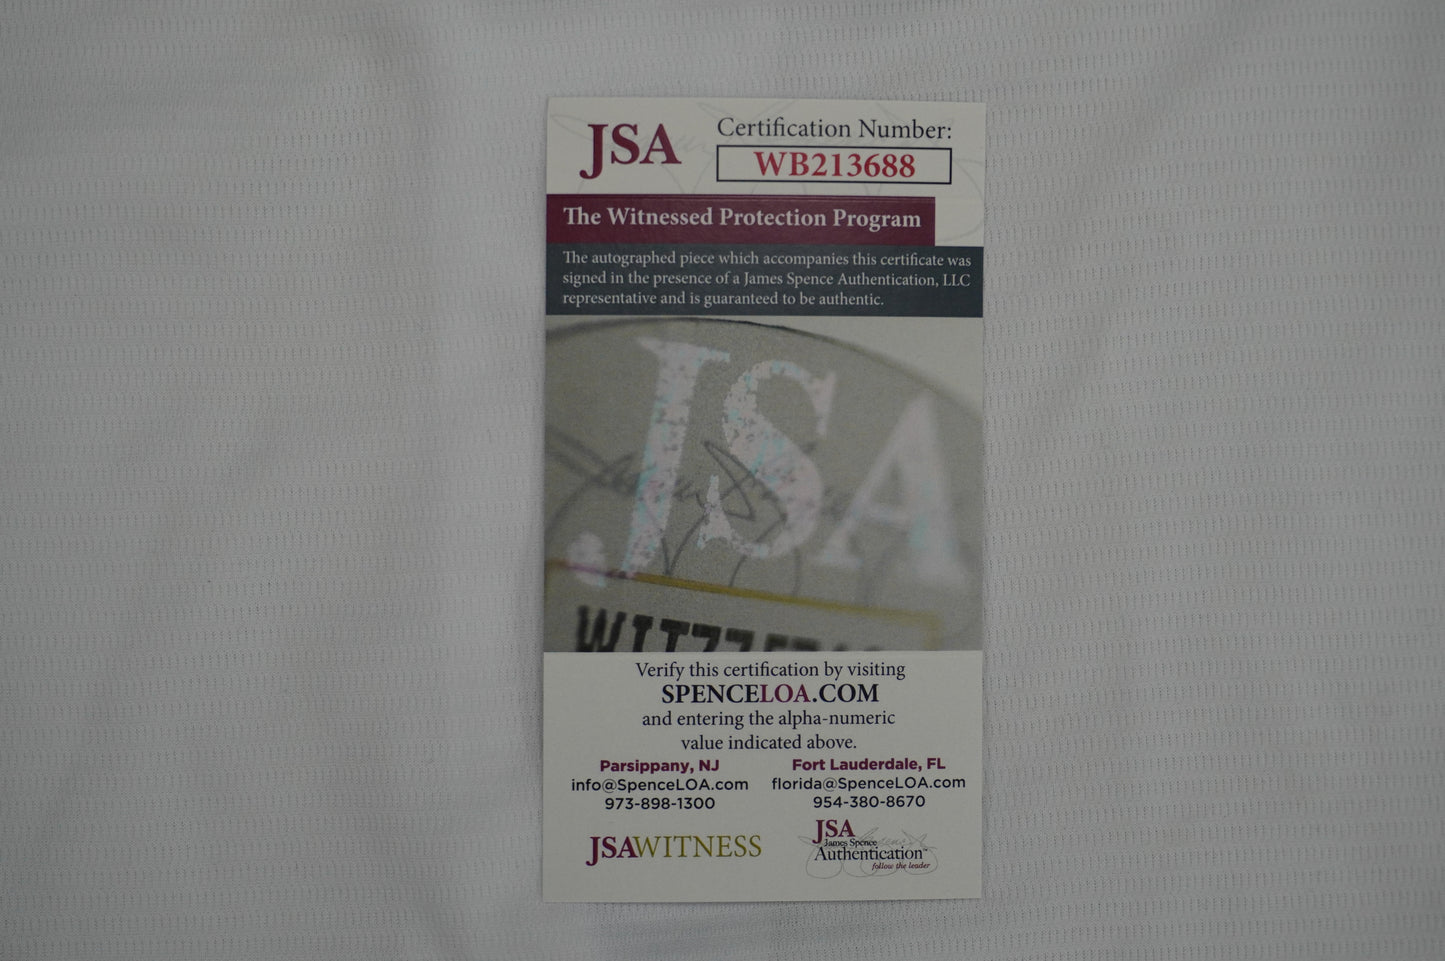 JSA
Certification Number:
WB213688
The Witnessed Protection Program
The autographed piece which accompanies this certificate was
signed in the presence of a James Spence Authentication, LLC
representative and is guaranteed to be authentic.
JSA
Verify this certification by visiting
SPENCELOA.COM
and entering the alpha-numeric
value indicated above.
Parsippany, NJ
info@SpenceLOA.com
973-898-1300
Fort Lauderdale, FL
florida@SpenceLOA.com
954-380-8670
JSAWITNESS
JSA
James Spence
Authentication™
follow the leader